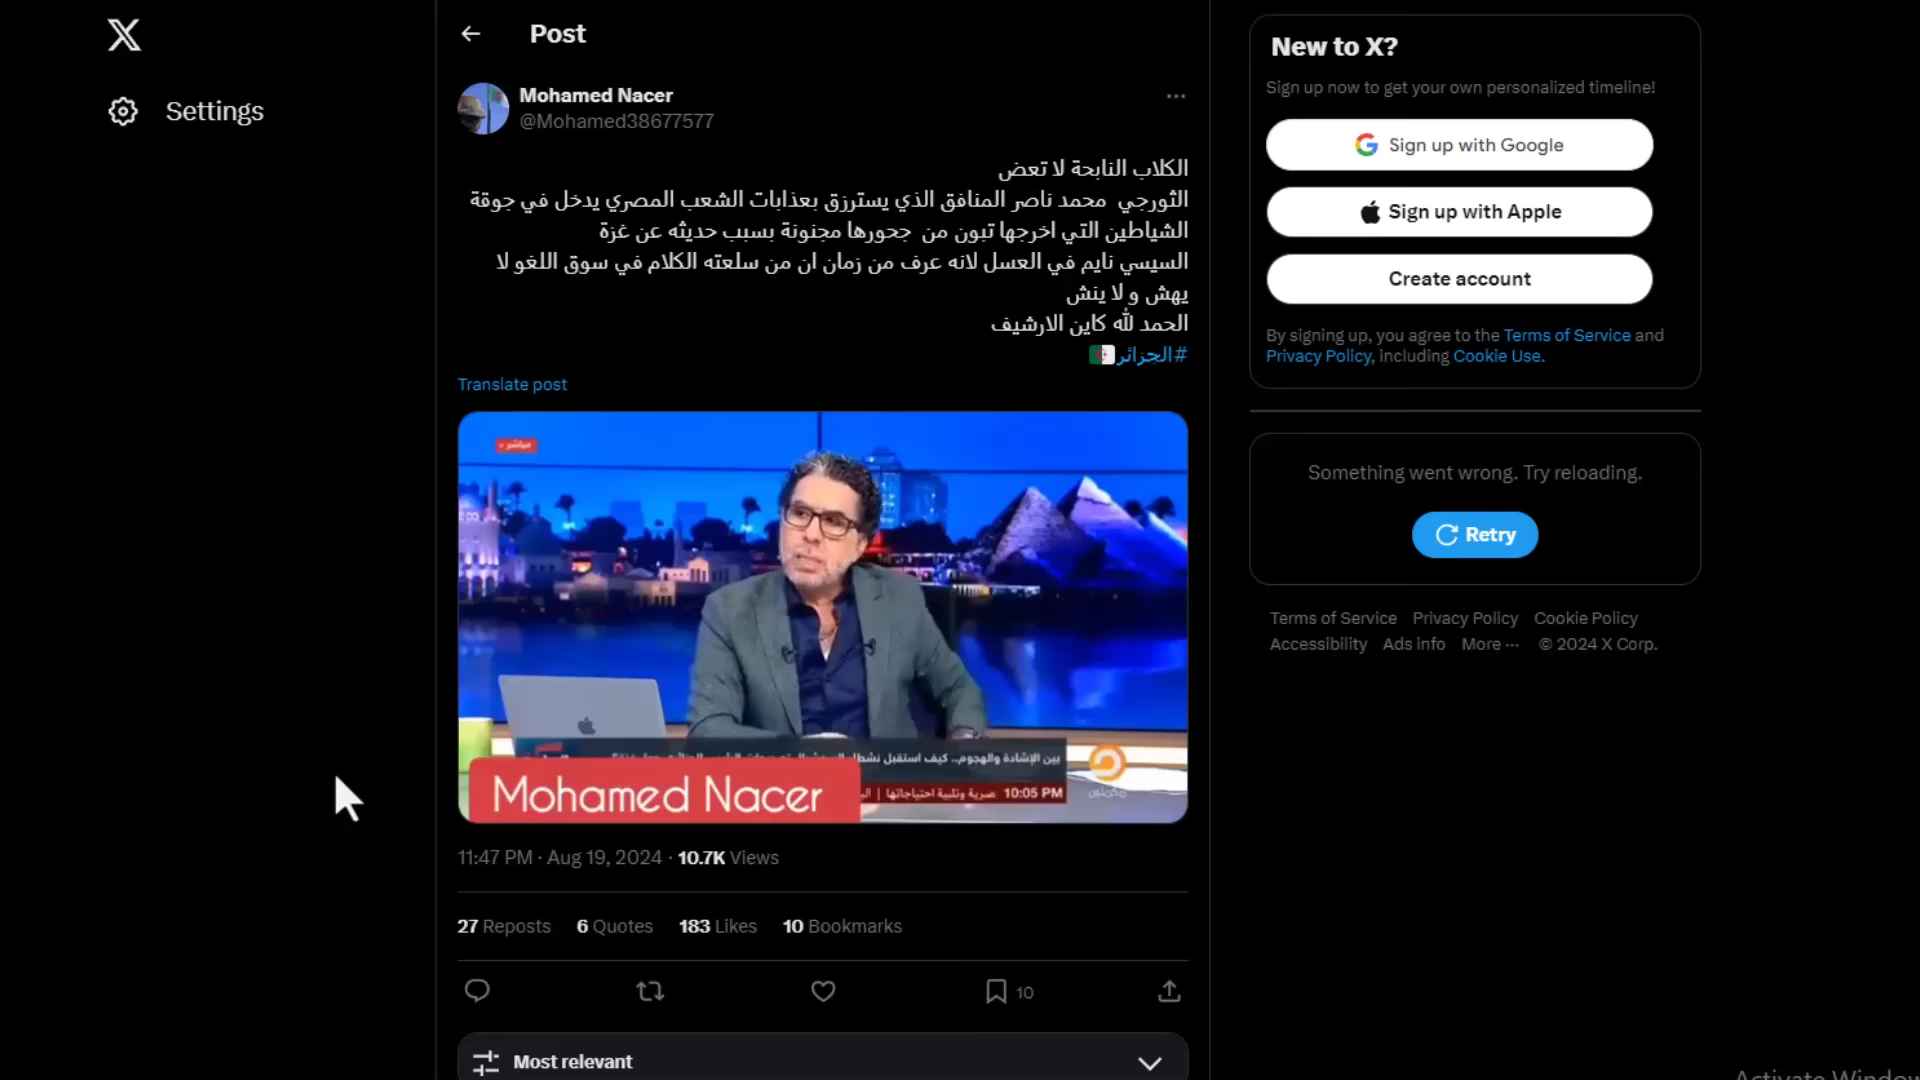 Post
Settings
Mohamed Nacer
@Mohamed38677577
الكلاب النابحة لا تعض
الثورجي محمد ناصر المنافق الذي يسترزق بعذابات الشعب المصري يدخل في جوقة
الشياطين التي اخرجها تبون من جحورها مجنونة بسبب حديثه عن غزة
السيسي نايم في العسل لانه عرف من زمان ان من سلعته الكلام في سوق اللغو لا
يهش و لا ينش
الحمد لله كاين الارشيف
#الجزائر
Translate post
مباشر
بين الإشادة والهجوم.. كيف استقبل
10:05 PM صرية وتلبية احتياجاتها |
مكملين
Mohamed Nacer
11:47 PM · Aug 19, 2024 · 10.7K Views
27 Reposts 6 Quotes 183 Likes 10 Bookmarks
10
Most relevant
New to X?
Sign up now to get your own personalized timeline!
Sign up with Google
Sign up with Apple
Create account
By signing up, you agree to the Terms of Service and
Privacy Policy, including Cookie Use.
Something went wrong. Try reloading.
Retry
Terms of Service Privacy Policy Cookie Policy
Accessibility Ads info More ··· © 2024 X Corp.